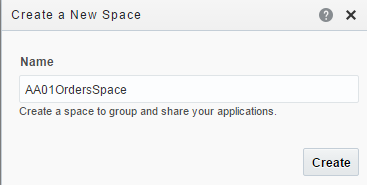 Create a New Space
Name
AA01OrdersSpace
Create a space to group and share your applications.
Create